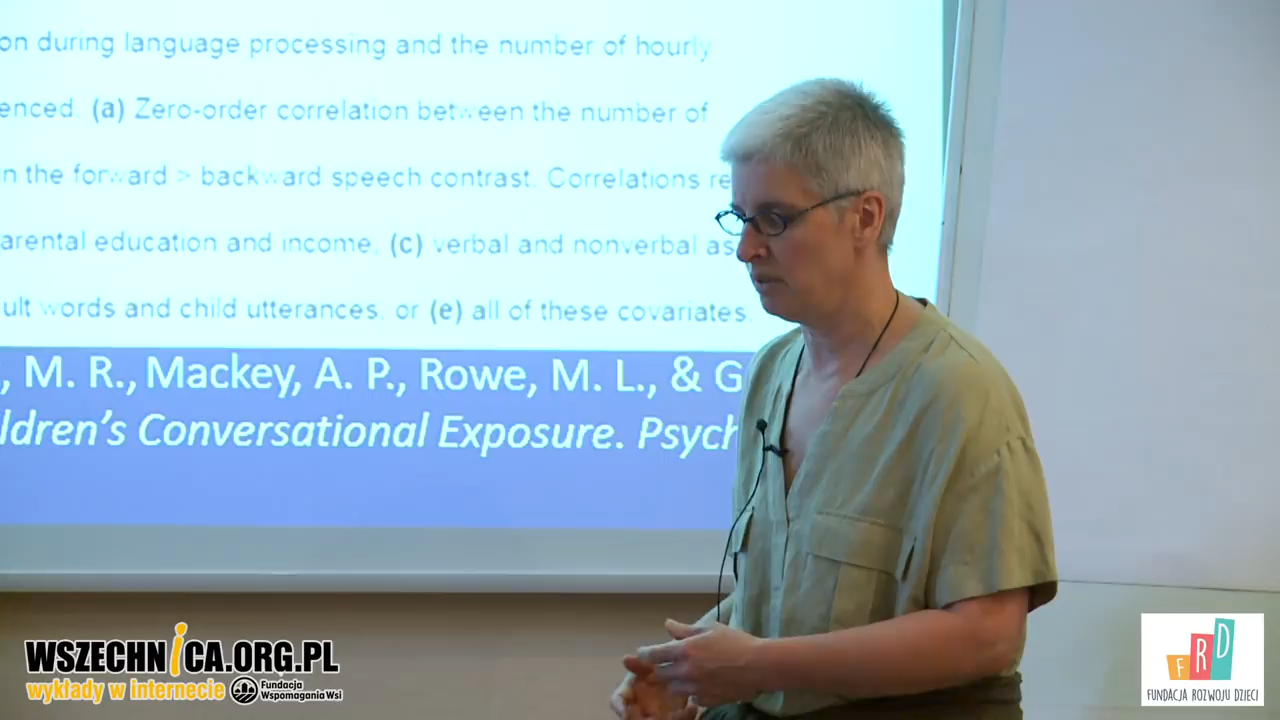 on during language processing and the number of hourly
enced. (a) Zero-order correlation between the number of
n the forward > backward speech contrast. Correlations re
arental education and income, (c) verbal and nonverbal as
ult words and child utterances, or (e) all of these covariates.
, M. R., Mackey, A. P., Rowe, M. L., & G
ldren's Conversational Exposure. Psych
WSZECHNICA.ORG.PL
wykłady w internecie
Fundacja
Wspomagania Wsi
FRD
FUNDACJA ROZWOJU DZIECI